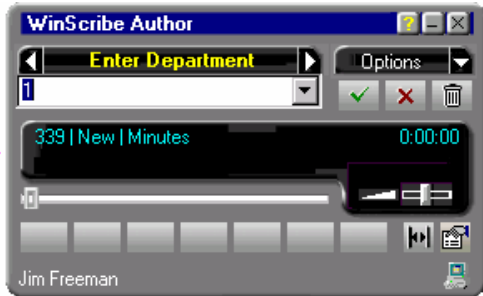 WinScribe Author
Enter Department
Options
1
339 | New | Minutes 0:00:00
Jim Freeman